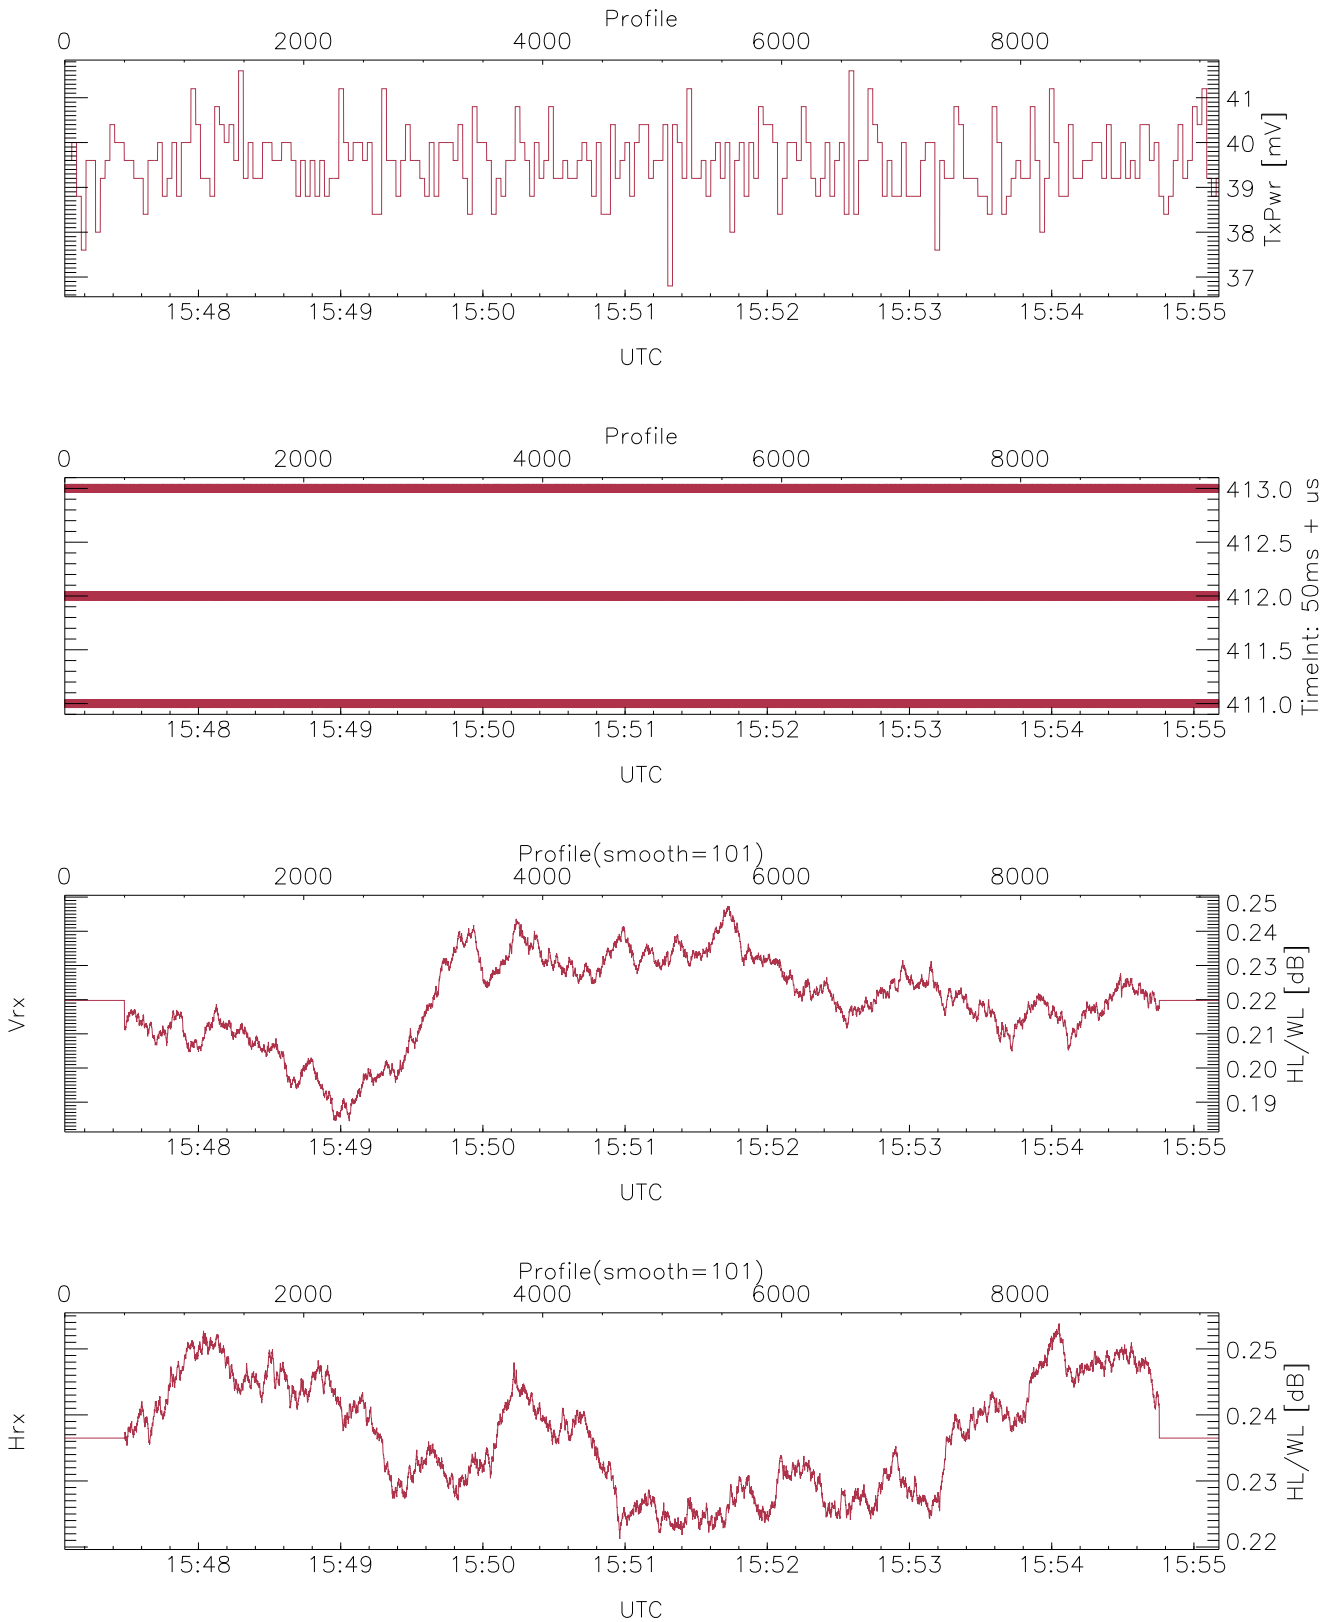 Profile
0 2000 4000 6000 8000
41
40
39
38
37
TxPwr [mV]
15:48 15:49 15:50 15:51 15:52 15:53 15:54 15:55
UTC
Profile
0 2000 4000 6000 8000
413.0
412.5
412.0
411.5
411.0
TimeInt: 50ms + us
15:48 15:49 15:50 15:51 15:52 15:53 15:54 15:55
UTC
Profile(smooth=101)
0 2000 4000 6000 8000
Vrx
0.25
0.24
0.23
0.22
0.21
0.20
0.19
HL/WL [dB]
15:48 15:49 15:50 15:51 15:52 15:53 15:54 15:55
UTC
Profile(smooth=101)
0 2000 4000 6000 8000
Hrx
0.25
0.24
0.23
0.22
HL/WL [dB]
15:48 15:49 15:50 15:51 15:52 15:53 15:54 15:55
UTC